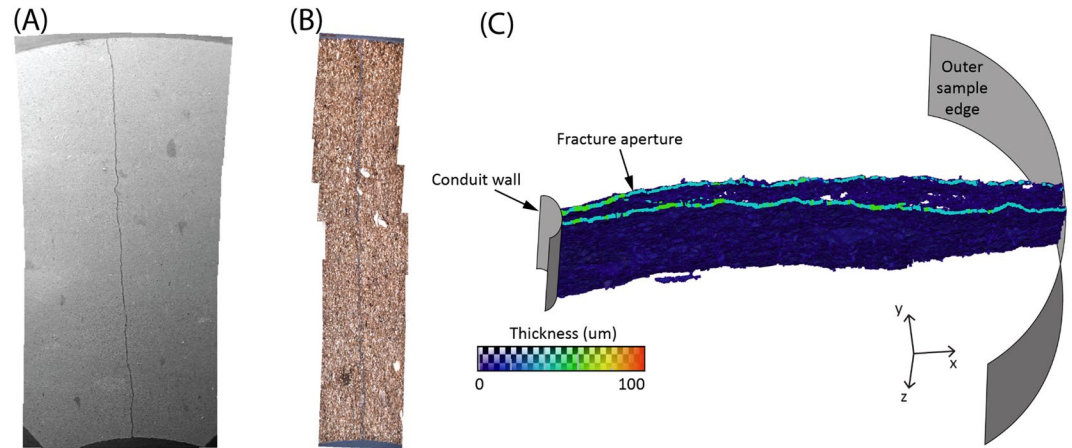 (A)
(B)
(C)
Outer
sample
edge
Fracture aperture
Conduit wall
Thickness (um)
0
100
y
x
z